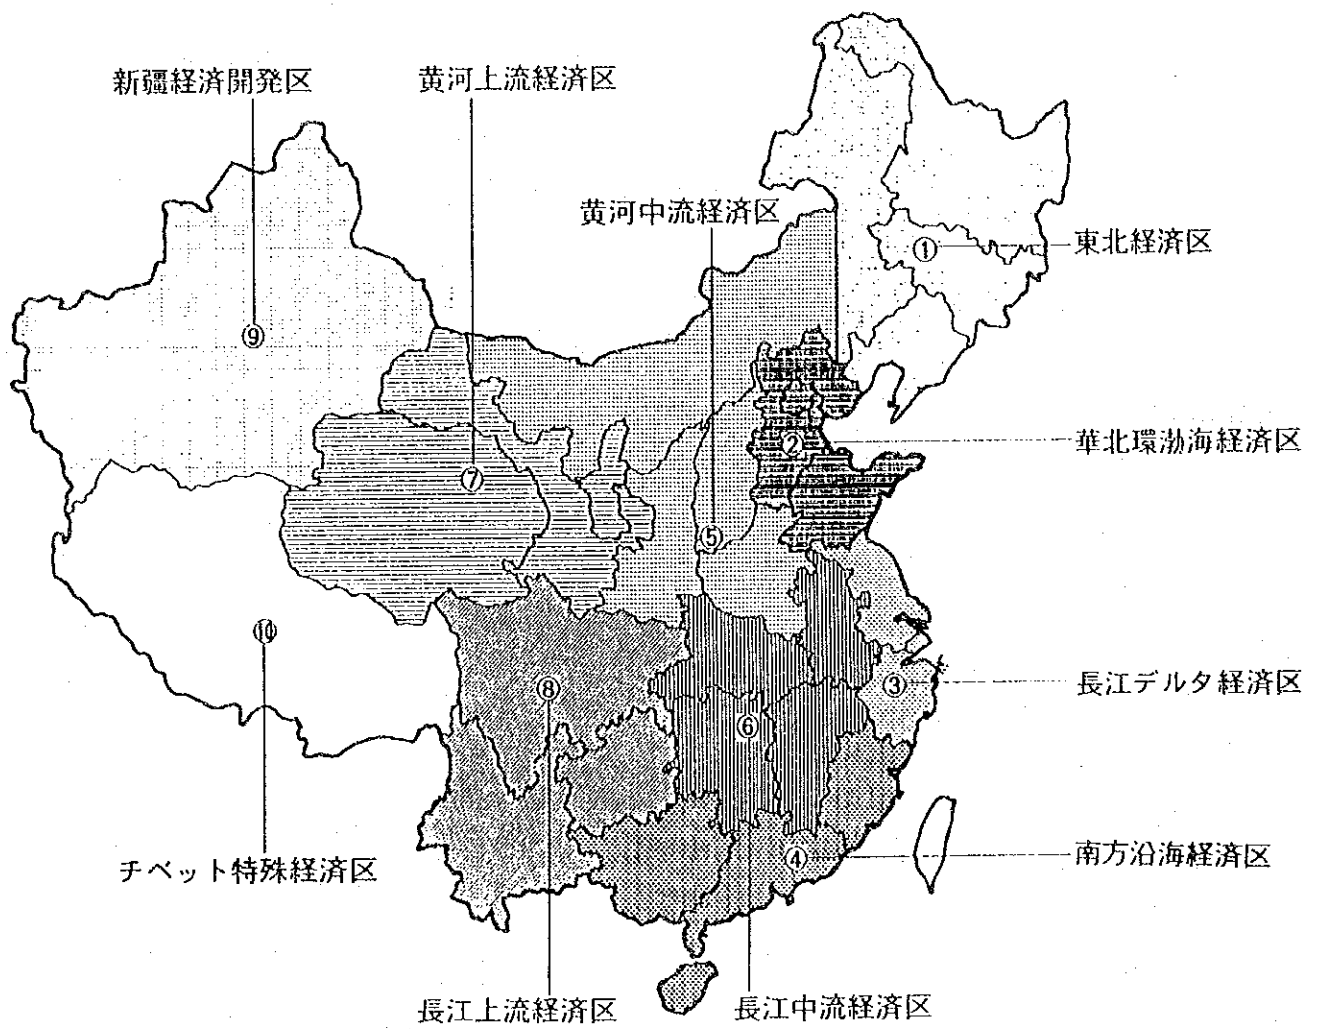 新疆経済開発区
黄河上流経済区
黄河中流経済区
①
東北経済区
⑨
②
華北環渤海経済区
⑦
⑤
⑩
⑧
③
長江デルタ経済区
⑥
チベット特殊経済区
④
南方沿海経済区
長江上流経済区
長江中流経済区